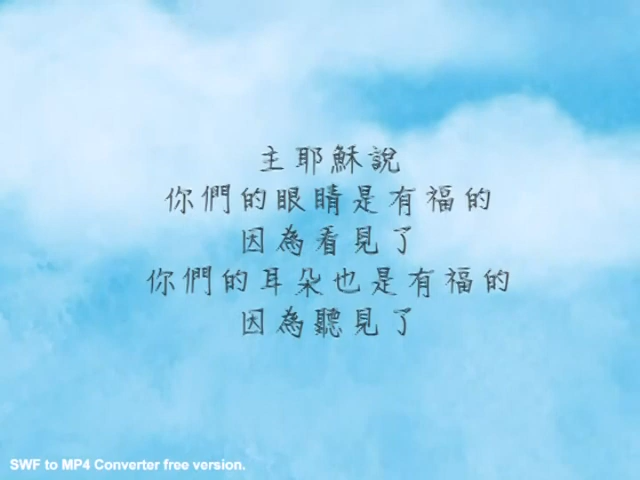 主耶穌說
你們的眼睛是有福的
因為看見了
你們的耳朵也是有福的
因為聽見了
SWF to MP4 Converter free version.